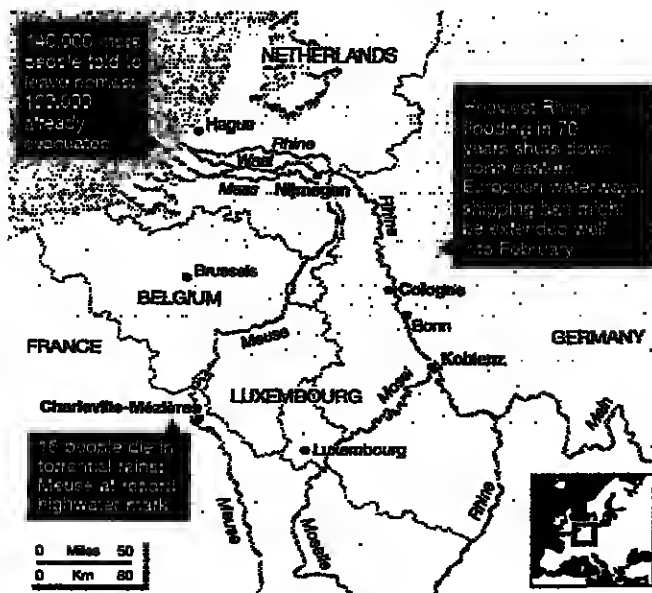 140,000 more
people told to
leave homes;
100,000
already
evacuated
NETHERLANDS
Hague
Rhine
Waal
Maas
Nijmegen
Rhine
Highest Rhine
flooding in 70
years shuts down
north eastern
European waterways;
shipping ban might
be extended well
into February
Brussels
BELGIUM
Cologne
Bonn
Meuse
FRANCE
GERMANY
Koblenz
Mosel
LUXEMBOURG
Main
Charleville-Mézières
Luxembourg
15 people die in
torrential rains;
Meuse at record
highwater mark
Meuse
Moselle
Rhine
0 Miles 50
0 Km 80